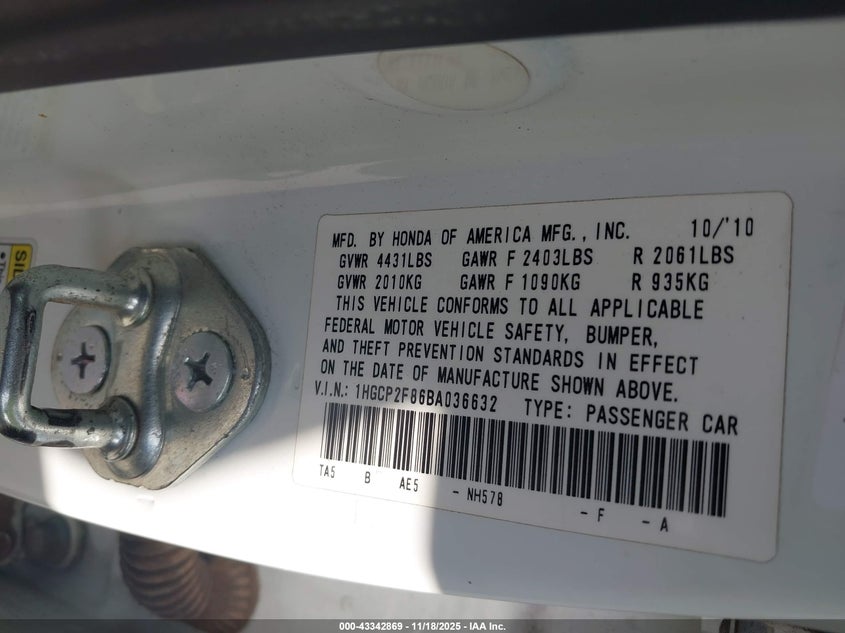 MFD. BY HONDA OF AMERICA MFG., INC. 10/'10
GVWR 4431LBS GAWR F 2403LBS R 2061LBS
GVWR 2010KG GAWR F 1090KG R 935KG
THIS VEHICLE CONFORMS TO ALL APPLICABLE
FEDERAL MOTOR VEHICLE SAFETY, BUMPER,
AND THEFT PREVENTION STANDARDS IN EFFECT
ON THE DATE OF MANUFACTURE SHOWN ABOVE.
V.I.N.: 1HGCP2F86BA036632 TYPE: PASSENGER CAR
TA5 B AE5 - NH578 - F - A
000-43342869 - 11/18/2025 - IAA Inc.